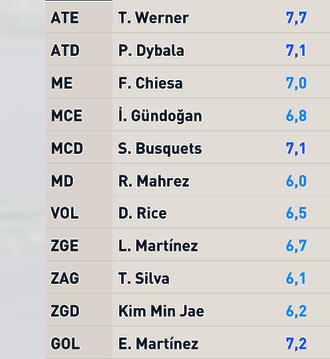 ATE T. Werner 7,7
ATD P. Dybala 7,1
ME F. Chiesa 7,0
MCE İ. Gündoğan 6,8
MCD S. Busquets 7,1
MD R. Mahrez 6,0
VOL D. Rice 6,5
ZGE L. Martínez 6,7
ZAG T. Silva 6,1
ZGD Kim Min Jae 6,2
GOL E. Martínez 7,2